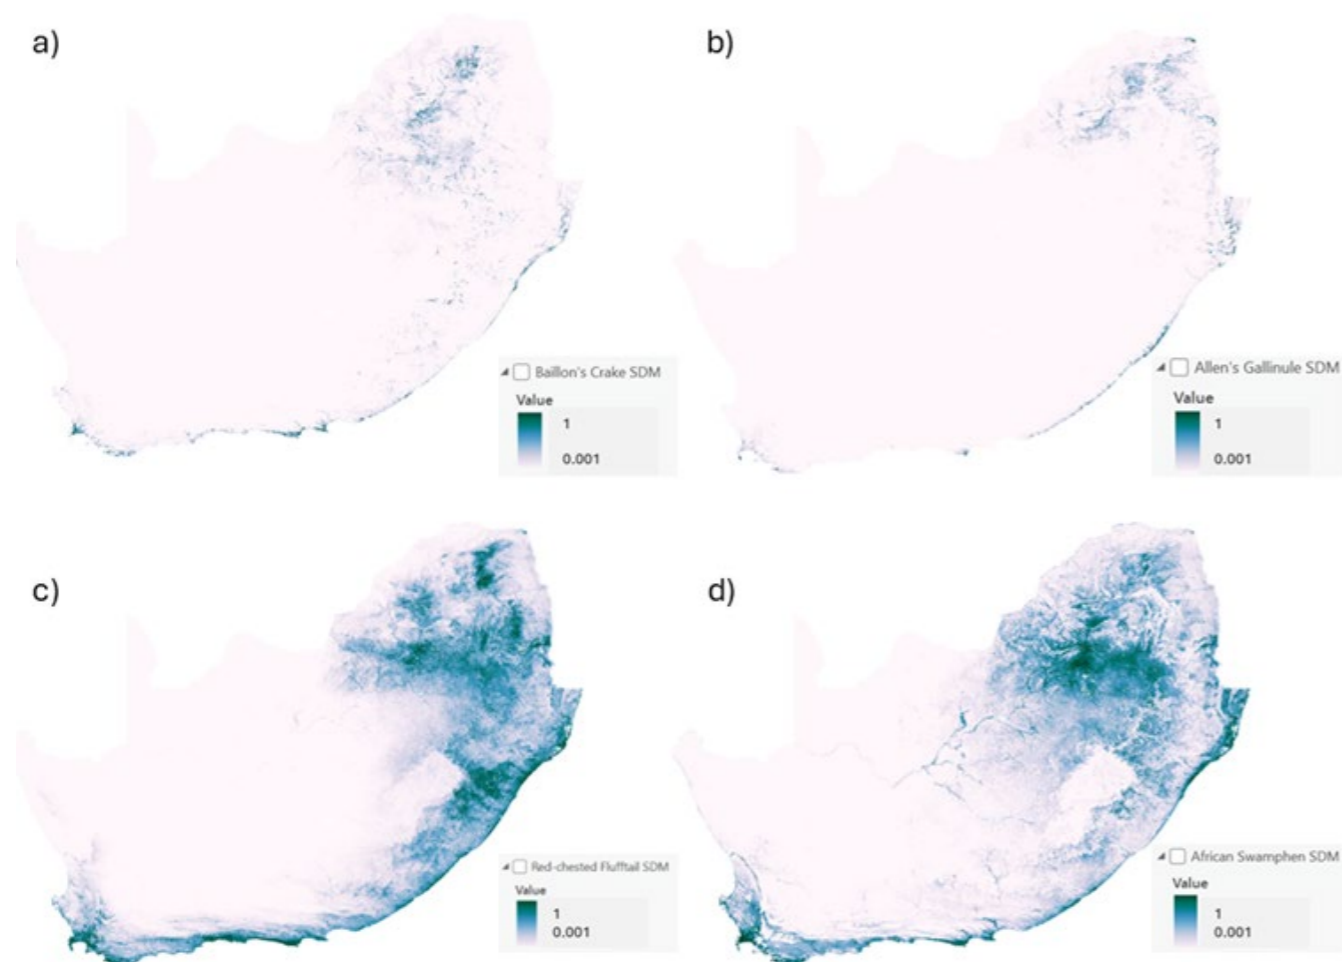 a)
b)
Baillon's Crake SDM
Value
1
0.001
Allen's Gallinule SDM
Value
1
0.001
c)
d)
Red-chested Flufftail SDM
Value
1
0.001
African Swamphen SDM
Value
1
0.001